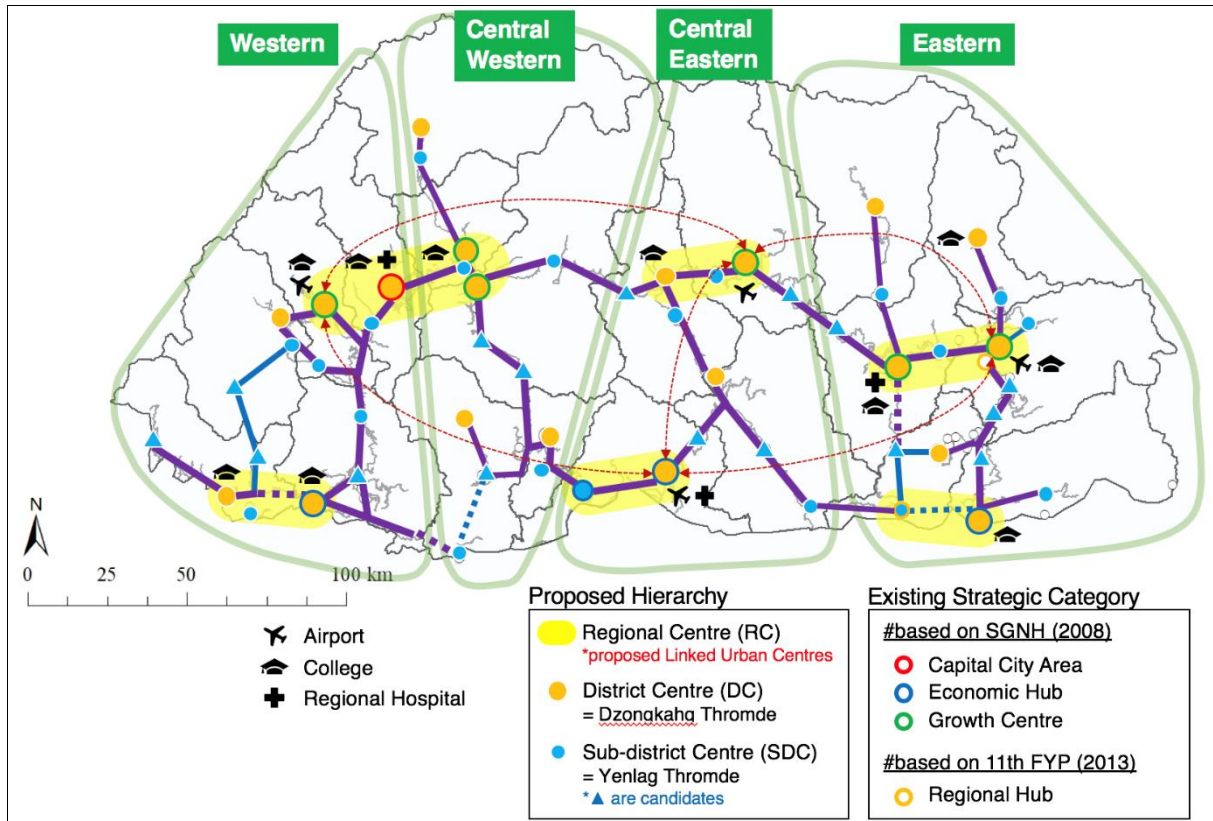 Western
Central
Western
Central
Eastern
Eastern
N
0 25 50 100 km
Airport
College
Regional Hospital
Proposed Hierarchy
Regional Centre (RC)
*proposed Linked Urban Centres
District Centre (DC)
= Dzongkahg Thromde
Sub-district Centre (SDC)
= Yenlag Thromde
*▲ are candidates
Existing Strategic Category
#based on SGNH (2008)
Capital City Area
Economic Hub
Growth Centre
#based on 11th FYP (2013)
Regional Hub